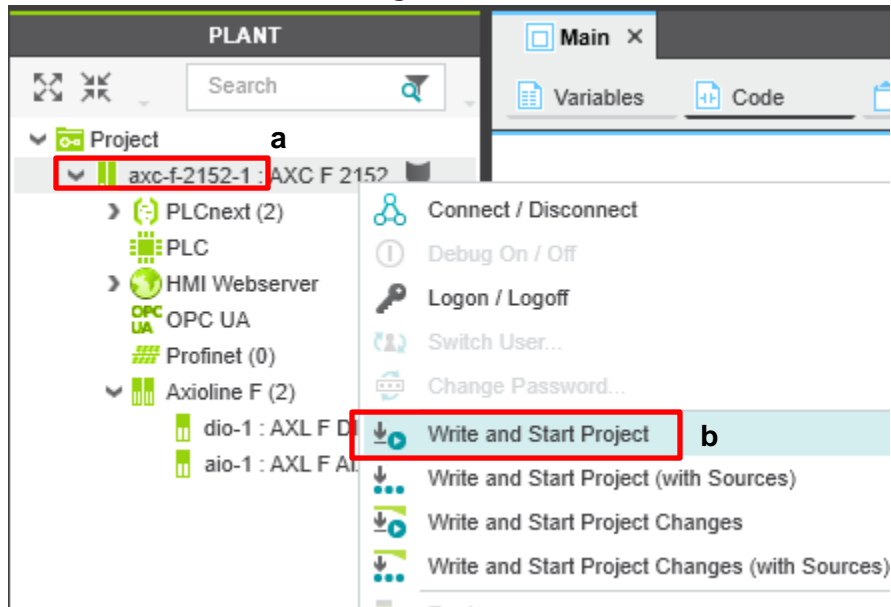 PLANT
Main ×
Search
Variables
Code
Project
a
axc-f-2152-1 : AXC F 2152
PLCnext (2)
Connect / Disconnect
PLC
Debug On / Off
HMI Webserver
Logon / Logoff
OPC UA
OPC UA
Switch User...
Profinet (0)
Change Password...
Axioline F (2)
dio-1 : AXL F DI
Write and Start Project
b
aio-1 : AXL F AI
Write and Start Project (with Sources)
Write and Start Project Changes
Write and Start Project Changes (with Sources)